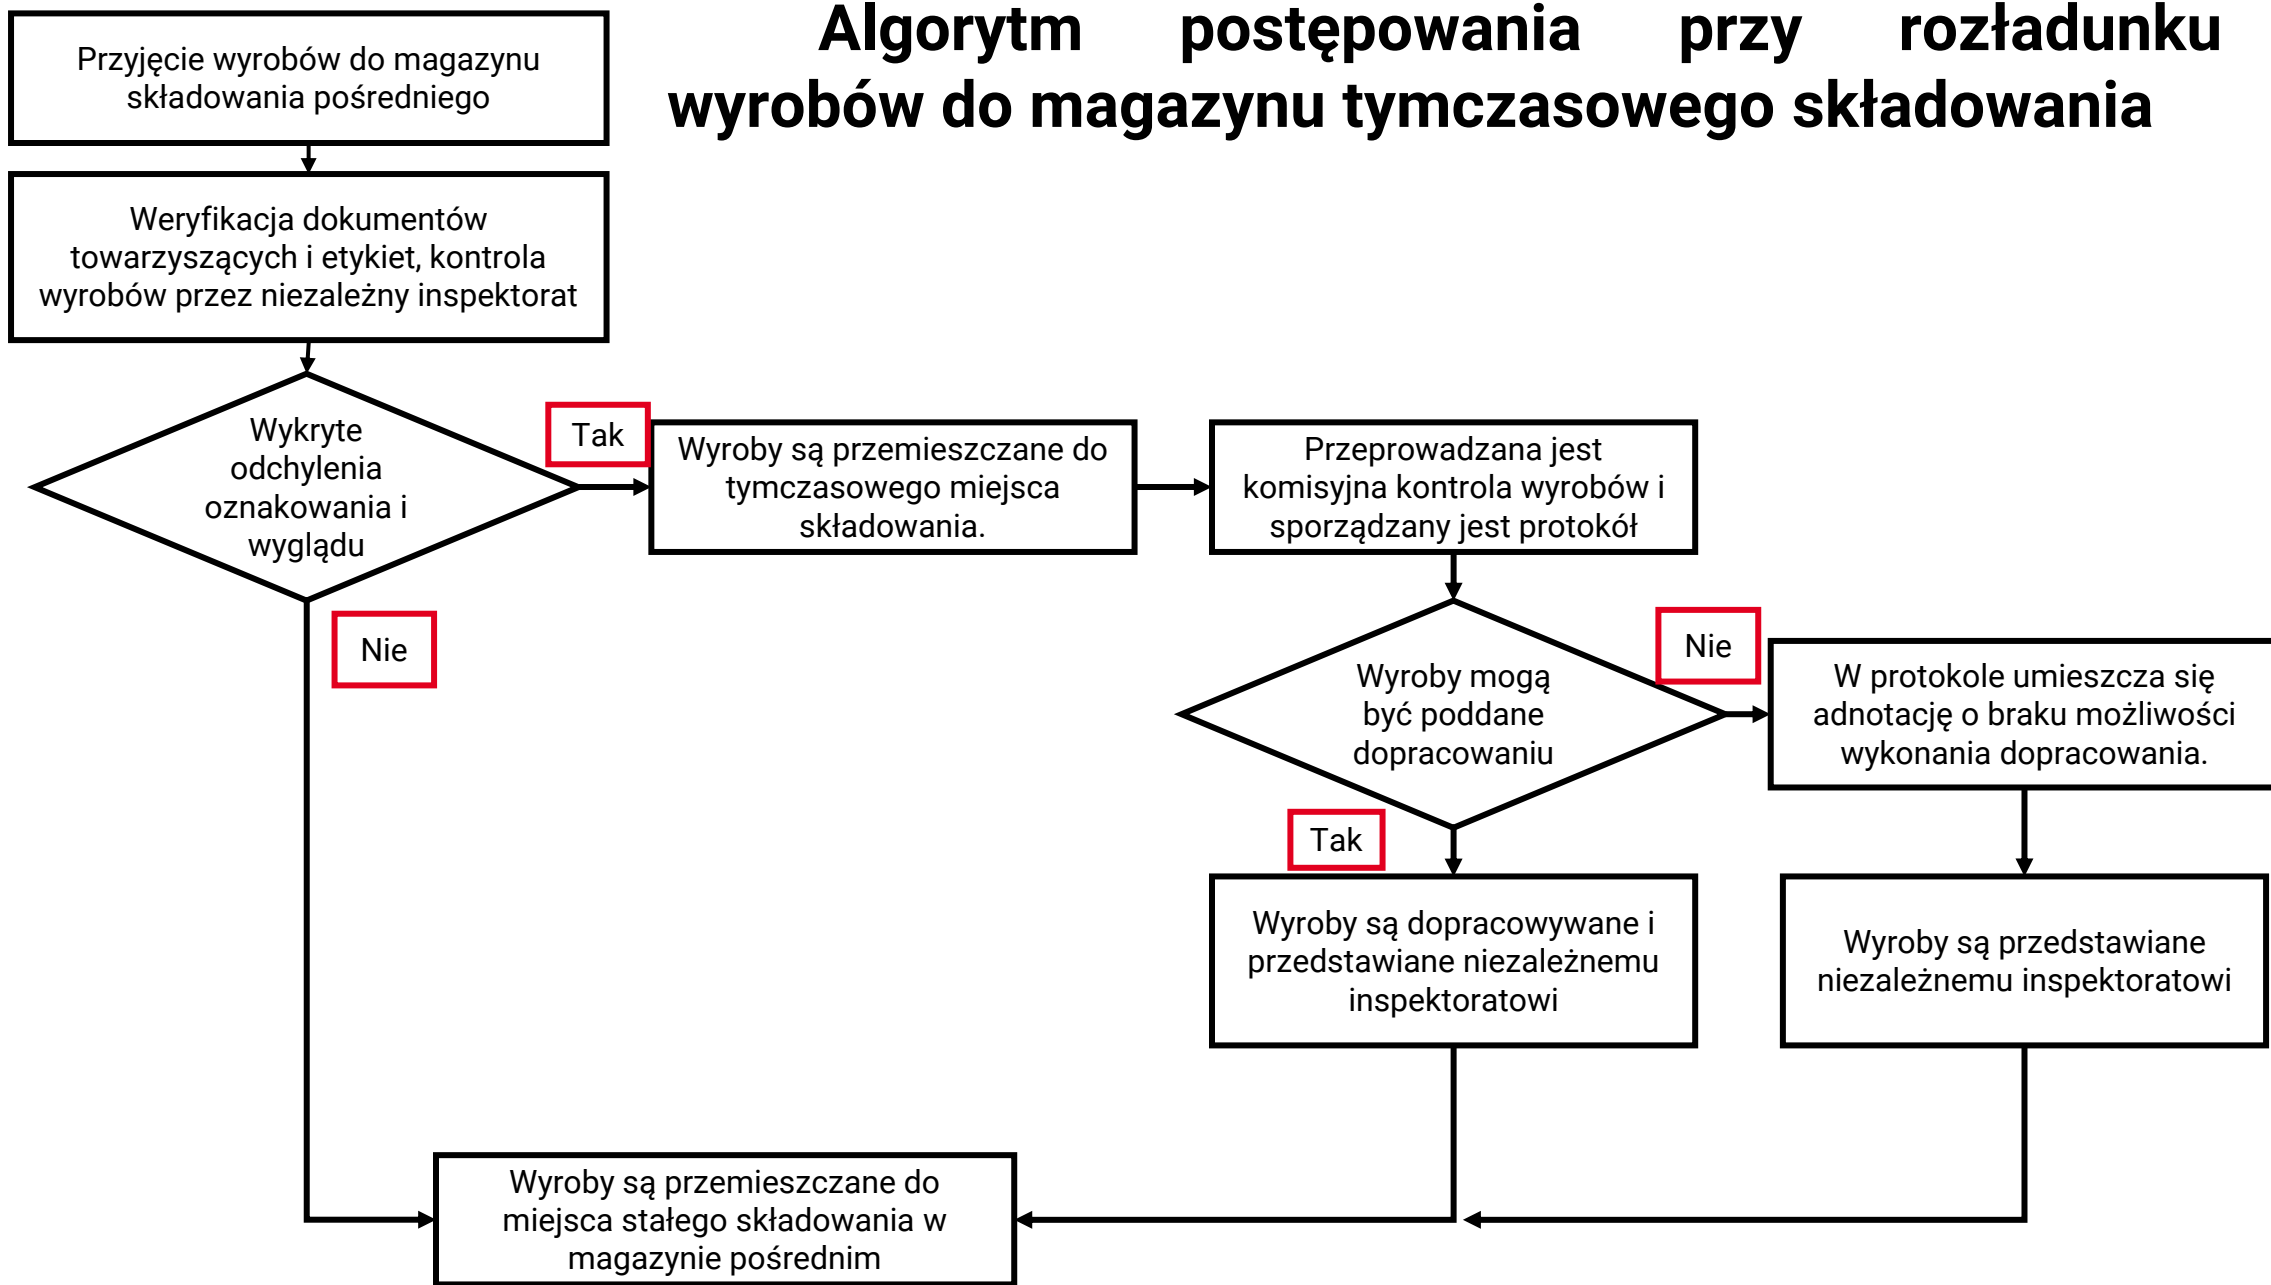 Algorytm postępowania przy rozładunku
wyrobów do magazynu tymczasowego składowania
Przyjęcie wyrobów do magazynu
składowania pośredniego
Weryfikacja dokumentów
towarzyszących i etykiet, kontrola
wyrobów przez niezależny inspektorat
Wykryte
odchylenia
oznakowania i
wyglądu
Tak
Wyroby są przemieszczane do
tymczasowego miejsca
składowania.
Przeprowadzana jest
komisyjna kontrola wyrobów i
sporządzany jest protokół
Nie
Wyroby mogą
być poddane
dopracowaniu
Nie
W protokole umieszcza się
adnotację o braku możliwości
wykonania dopracowania.
Tak
Wyroby są dopracowywane i
przedstawiane niezależnemu
inspektoratowi
Wyroby są przedstawiane
niezależnemu inspektoratowi
Wyroby są przemieszczane do
miejsca stałego składowania w
magazynie pośrednim